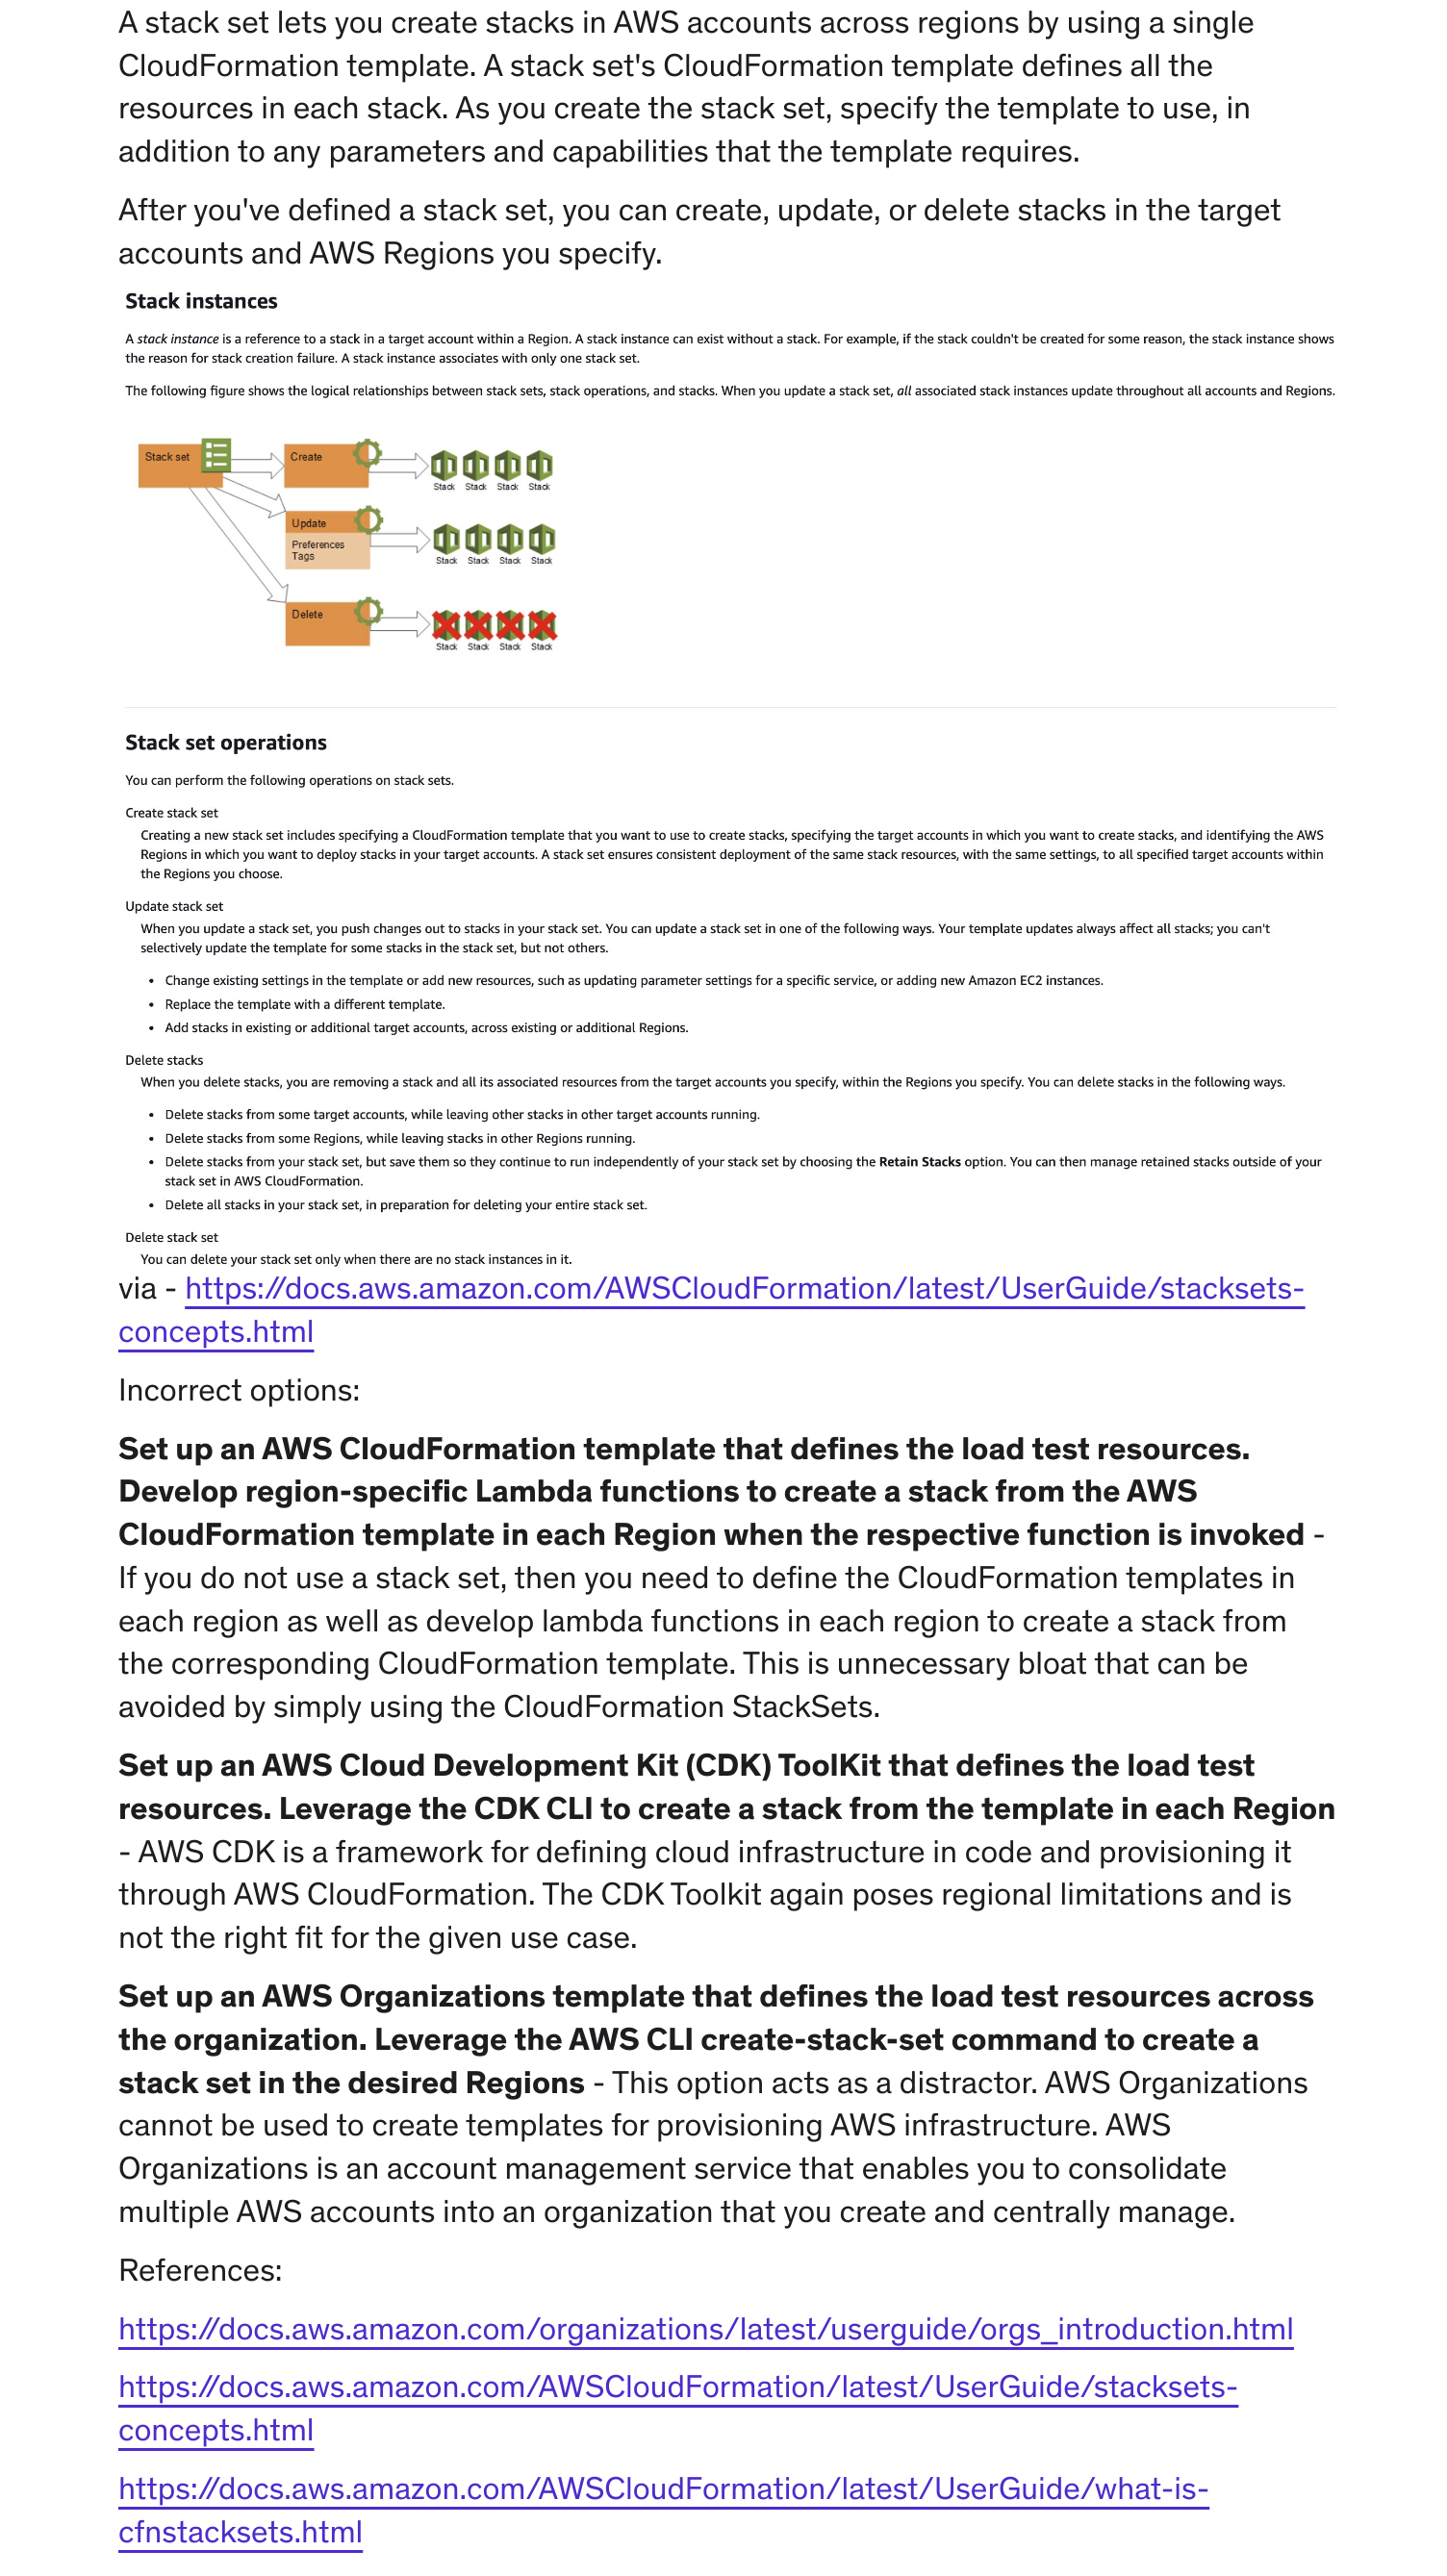 A stack set lets you create stacks in AWS accounts across regions by using a single
CloudFormation template. A stack set's CloudFormation template defines all the
resources in each stack. As you create the stack set, specify the template to use, in
addition to any parameters and capabilities that the template requires.
After you've defined a stack set, you can create, update, or delete stacks in the target
accounts and AWS Regions you specify.
Stack instances
A stack instance is a reference to a stack in a target account within a Region. A stack instance can exist without a stack. For example, if the stack couldn't be created for some reason, the stack instance shows
the reason for stack creation failure. A stack instance associates with only one stack set.
The following figure shows the logical relationships between stack sets, stack operations, and stacks. When you update a stack set, all associated stack instances update throughout all accounts and Regions.
Stack set
Create
Stack Stack Stack Stack
Update
Preferences
Tags
Stack Stack Stack Stack
Delete
Stack Stack Stack Stack
Stack set operations
You can perform the following operations on stack sets.
Create stack set
Creating a new stack set includes specifying a CloudFormation template that you want to use to create stacks, specifying the target accounts in which you want to create stacks, and identifying the AWS
Regions in which you want to deploy stacks in your target accounts. A stack set ensures consistent deployment of the same stack resources, with the same settings, to all specified target accounts within
the Regions you choose.
Update stack set
When you update a stack set, you push changes out to stacks in your stack set. You can update a stack set in one of the following ways. Your template updates always affect all stacks; you can't
selectively update the template for some stacks in the stack set, but not others.
• Change existing settings in the template or add new resources, such as updating parameter settings for a specific service, or adding new Amazon EC2 instances.
• Replace the template with a different template.
• Add stacks in existing or additional target accounts, across existing or additional Regions.
Delete stacks
When you delete stacks, you are removing a stack and all its associated resources from the target accounts you specify, within the Regions you specify. You can delete stacks in the following ways.
• Delete stacks from some target accounts, while leaving other stacks in other target accounts running.
• Delete stacks from some Regions, while leaving stacks in other Regions running.
• Delete stacks from your stack set, but save them so they continue to run independently of your stack set by choosing the Retain Stacks option. You can then manage retained stacks outside of your
stack set in AWS CloudFormation.
• Delete all stacks in your stack set, in preparation for deleting your entire stack set.
Delete stack set
You can delete your stack set only when there are no stack instances in it.
via - https://docs.aws.amazon.com/AWSCloudFormation/latest/UserGuide/stacksets-
concepts.html
Incorrect options:
Set up an AWS CloudFormation template that defines the load test resources.
Develop region-specific Lambda functions to create a stack from the AWS
CloudFormation template in each Region when the respective function is invoked -
If you do not use a stack set, then you need to define the CloudFormation templates in
each region as well as develop lambda functions in each region to create a stack from
the corresponding CloudFormation template. This is unnecessary bloat that can be
avoided by simply using the CloudFormation StackSets.
Set up an AWS Cloud Development Kit (CDK) ToolKit that defines the load test
resources. Leverage the CDK CLI to create a stack from the template in each Region
- AWS CDK is a framework for defining cloud infrastructure in code and provisioning it
through AWS CloudFormation. The CDK Toolkit again poses regional limitations and is
not the right fit for the given use case.
Set up an AWS Organizations template that defines the load test resources across
the organization. Leverage the AWS CLI create-stack-set command to create a
stack set in the desired Regions - This option acts as a distractor. AWS Organizations
cannot be used to create templates for provisioning AWS infrastructure. AWS
Organizations is an account management service that enables you to consolidate
multiple AWS accounts into an organization that you create and centrally manage.
References:
https://docs.aws.amazon.com/organizations/latest/userguide/orgs_introduction.html
https://docs.aws.amazon.com/AWSCloudFormation/latest/UserGuide/stacksets-
concepts.html
https://docs.aws.amazon.com/AWSCloudFormation/latest/UserGuide/what-is-
cfnstacksets.html